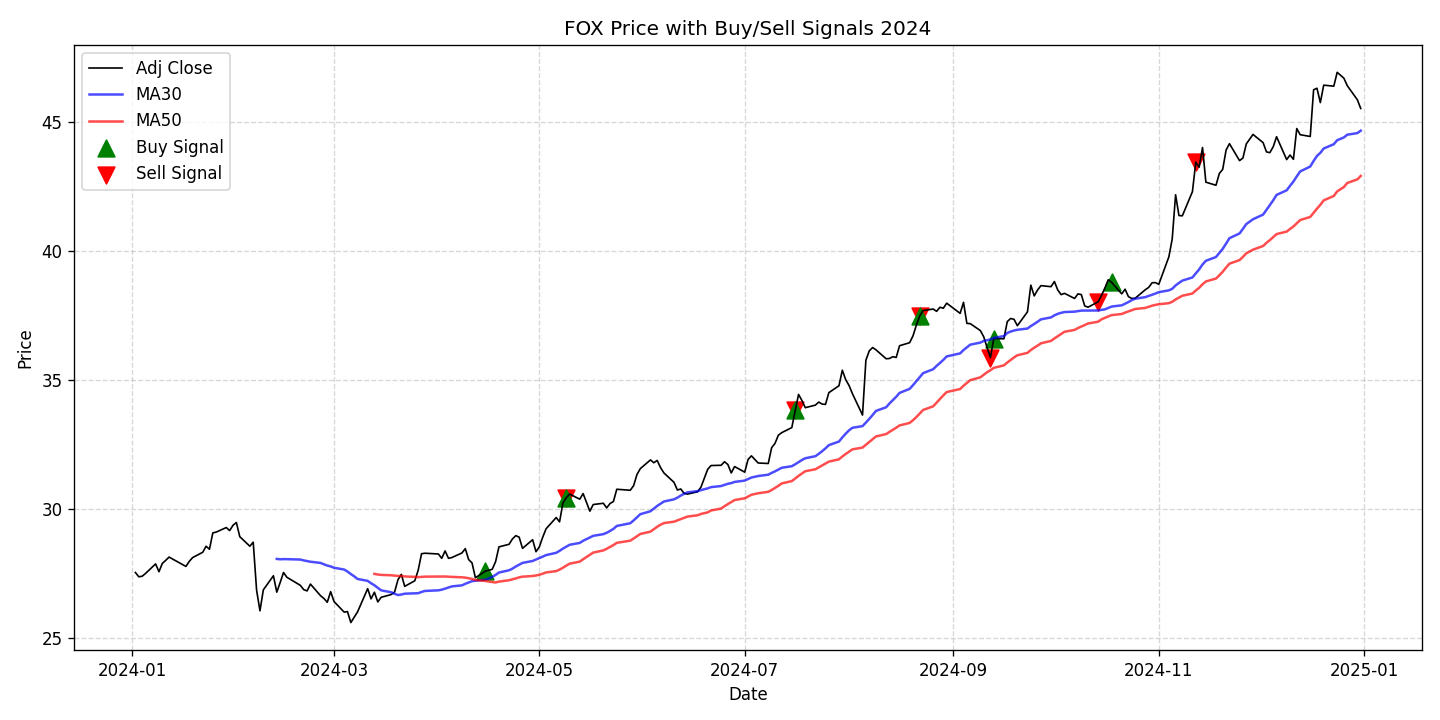 FOX Price with Buy/Sell Signals 2024
Adj Close
MA30
MA50
Buy Signal
Sell Signal
45
40
35
30
25
Price
2024-01
2024-03
2024-05
2024-07
2024-09
2024-11
2025-01
Date